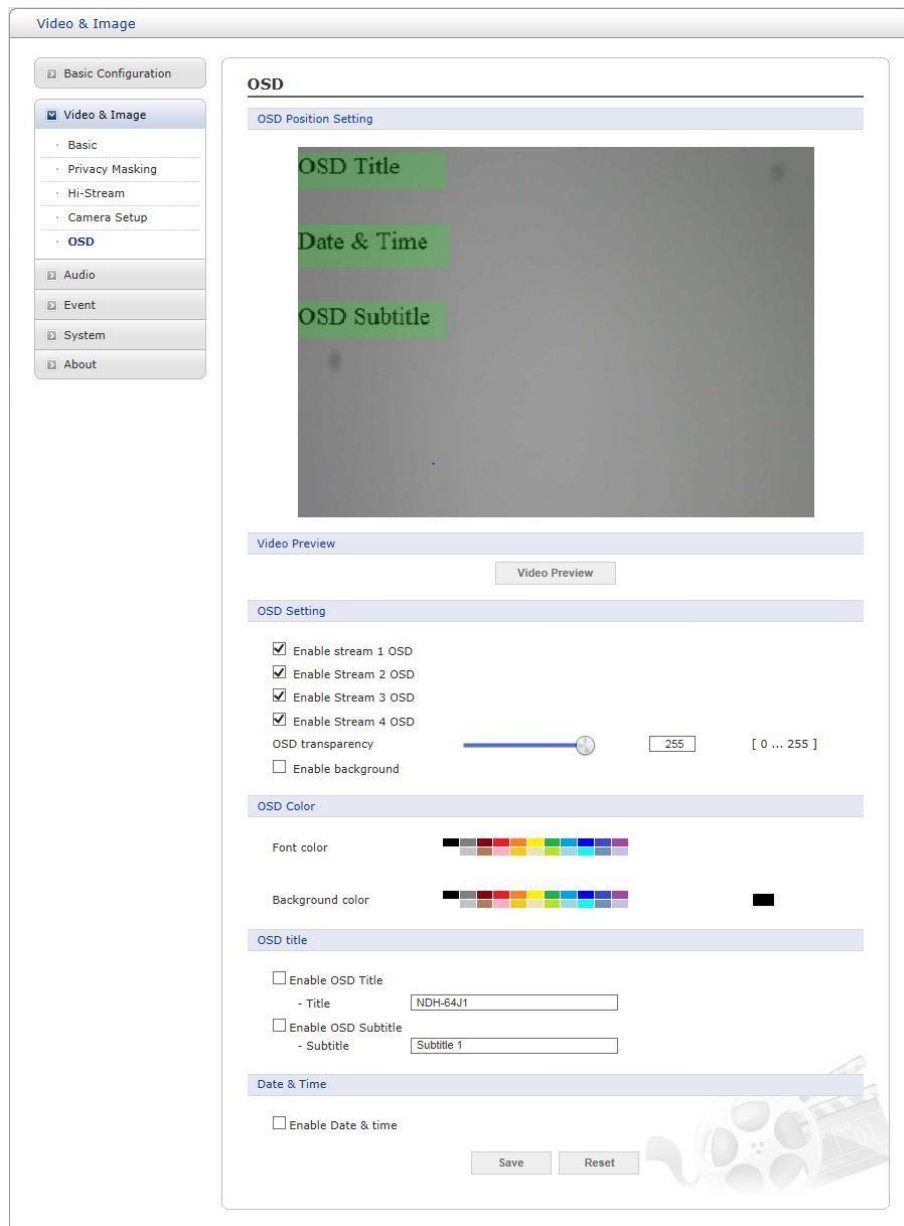 Video & Image
Basic Configuration
Video & Image
· Basic
· Privacy Masking
· Hi-Stream
· Camera Setup
· OSD
Audio
Event
System
About
OSD
OSD Position Setting
OSD Title
Date & Time
OSD Subtitle
Video Preview
Video Preview
OSD Setting
Enable stream 1 OSD
Enable Stream 2 OSD
Enable Stream 3 OSD
Enable Stream 4 OSD
OSD transparency 255 [ 0 ... 255 ]
Enable background
OSD Color
Font color
Background color
OSD title
Enable OSD Title
- Title NDH-64J1
Enable OSD Subtitle
- Subtitle Subtitle 1
Date & Time
Enable Date & time
Save Reset